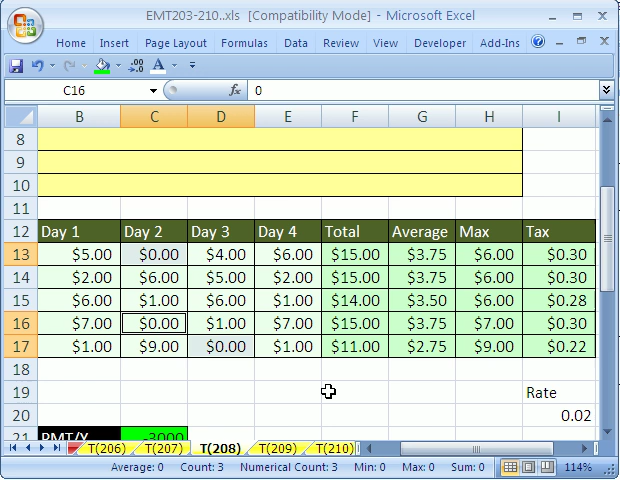 EMT203-210..xls [Compatibility Mode] - Microsoft Excel
Home Insert Page Layout Formulas Data Review View Developer Add-Ins
C16 fx 0
B C D E F G H I
8
9
10
11
12 Day 1 Day 2 Day 3 Day 4 Total Average Max Tax
13 $5.00 $0.00 $4.00 $6.00 $15.00 $3.75 $6.00 $0.30
14 $2.00 $6.00 $5.00 $2.00 $15.00 $3.75 $6.00 $0.30
15 $6.00 $1.00 $6.00 $1.00 $14.00 $3.50 $6.00 $0.28
16 $7.00 $0.00 $1.00 $7.00 $15.00 $3.75 $7.00 $0.30
17 $1.00 $9.00 $0.00 $1.00 $11.00 $2.75 $9.00 $0.22
18
19 Rate
20 0.02
21 PMT/X -3000
T(206) T(207) T(208) T(209) T(210)
Average: 0 Count: 3 Numerical Count: 3 Min: 0 Max: 0 Sum: 0 114%